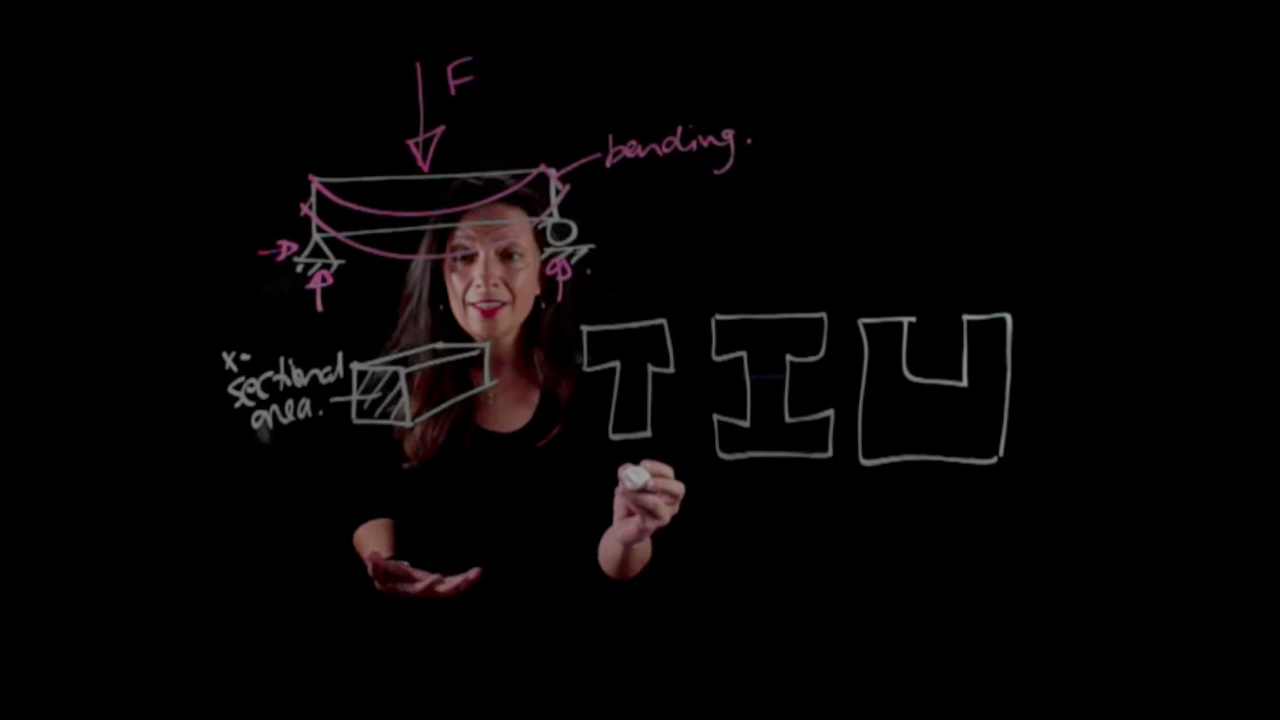 F
bending.
x-
sectional
area.